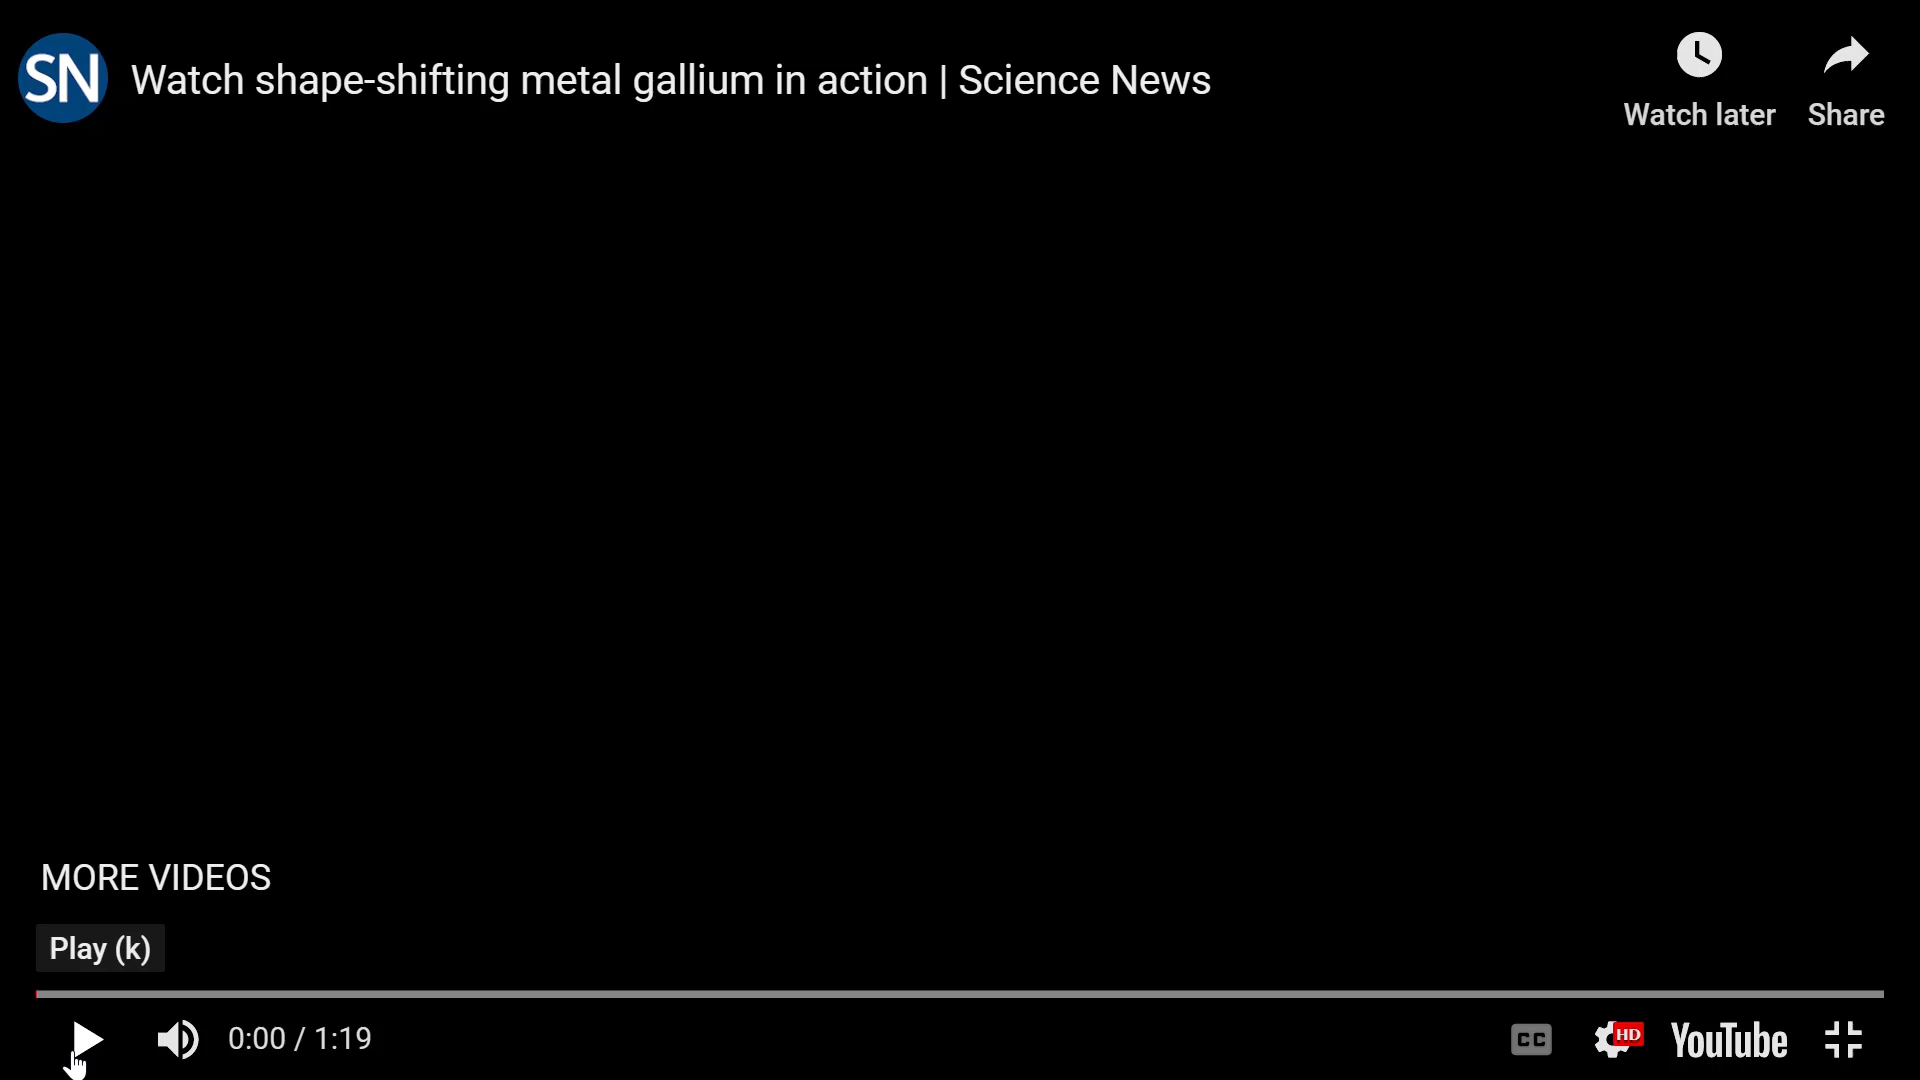 SN
Watch shape-shifting metal gallium in action | Science News
Watch later
Share
MORE VIDEOS
Play (k)
0:00 / 1:19
CC
HD
YouTube